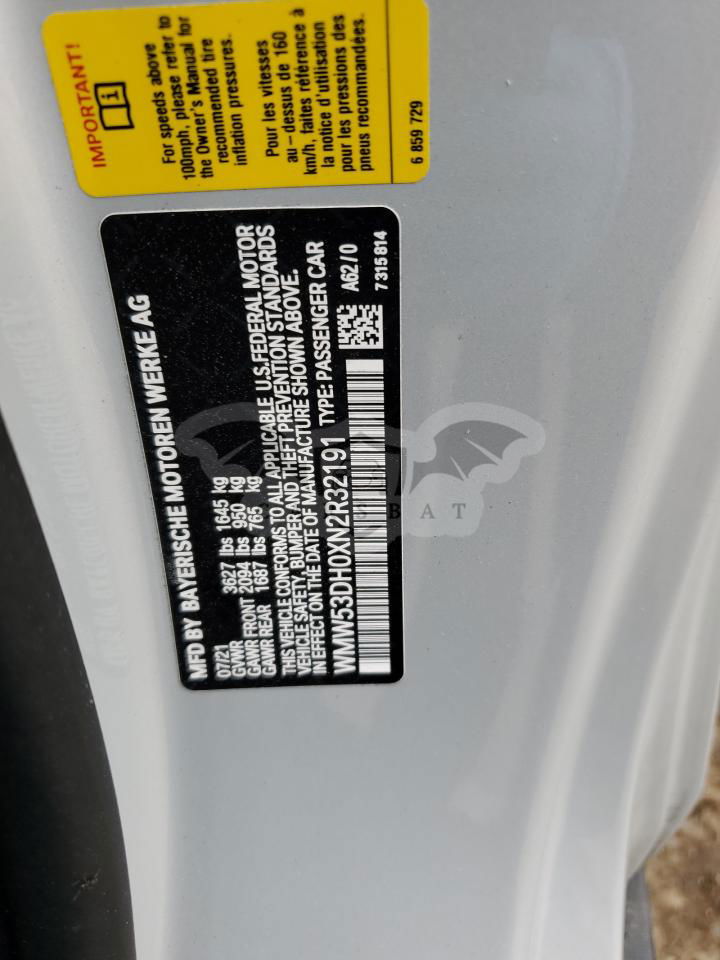 IMPORTANT!
For speeds above
100mph, please refer to
the Owner's Manual for
recommended tire
inflation pressures.
Pour les vitesses
au-dessus de 160
km/h, faites référence à
la notice d'utilisation
pour les pressions des
pneus recommandées.
6 859 729
MFD BY BAYERISCHE MOTOREN WERKE AG
07/21
GVWR 3627 lbs 1645 kg
GAWR FRONT 2094 lbs 950 kg
GAWR REAR 1687 lbs 765 kg
THIS VEHICLE CONFORMS TO ALL APPLICABLE U.S.FEDERAL MOTOR
VEHICLE SAFETY, BUMPER AND THEFT PREVENTION STANDARDS
IN EFFECT ON THE DATE OF MANUFACTURE SHOWN ABOVE.
WMW53DH0XN2R32191 TYPE: PASSENGER CAR
A62/0
7315814